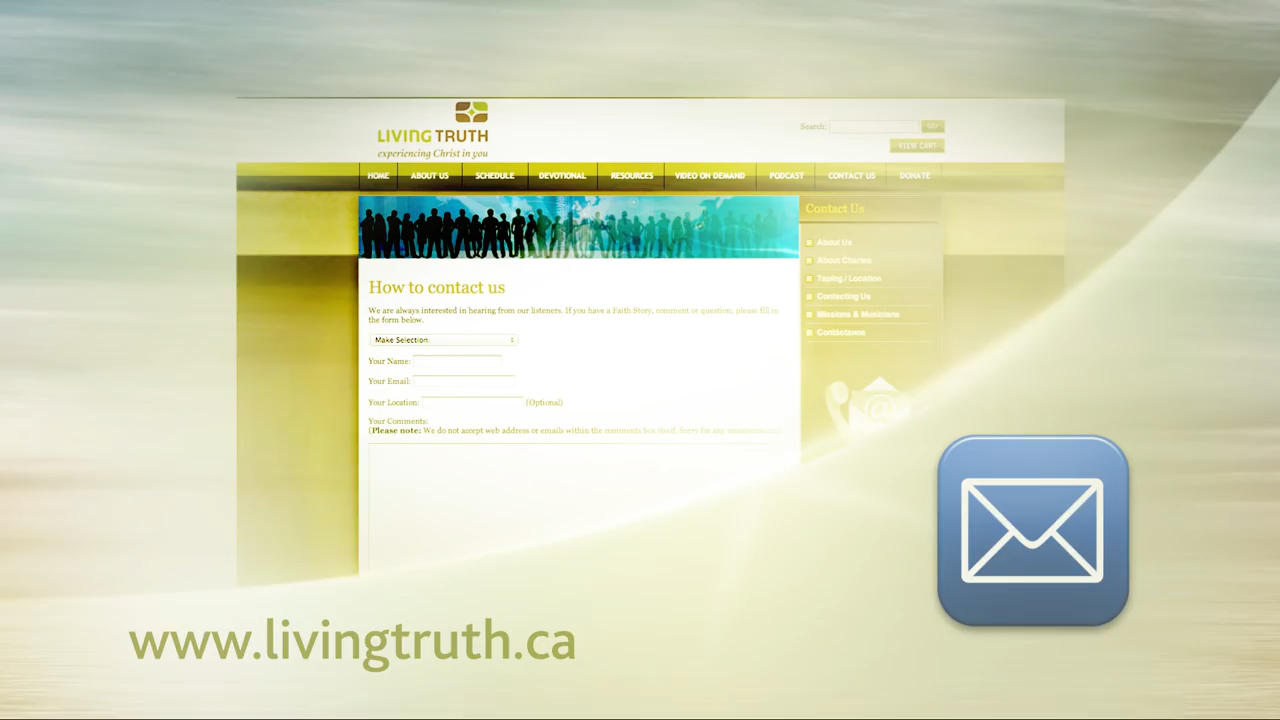 LIVING TRUTH
experiencing Christ in you
Search:
GO!
VIEW CART
HOME
ABOUT US
SCHEDULE
DEVOTIONAL
RESOURCES
VIDEO ON DEMAND
PODCAST
CONTACT US
DONATE
Contact Us
About Us
About Charles
Taping / Location
Contacting Us
Missions & Musicians
How to contact us
We are always interested in hearing from our listeners. If you have a Faith Story, comment or question, please fill in
the form below.
Make Selection
Your Name:
Your Email:
Your Location: (Optional)
Your Comments:
(Please note: We do not accept web address or emails within the comments box itself. Sorry for any
www.livingtruth.ca